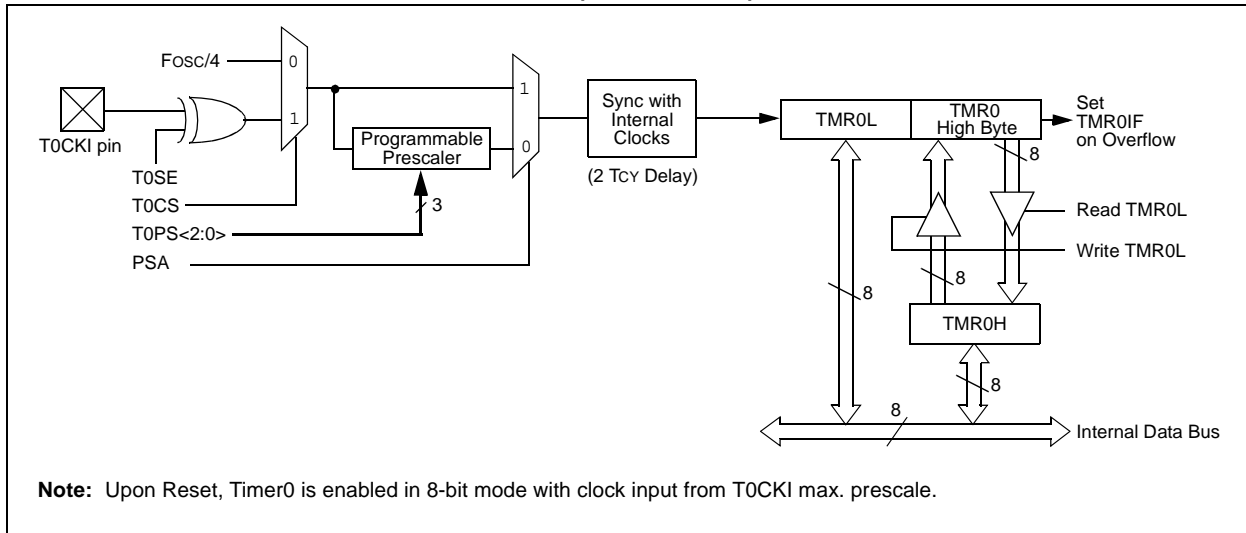 FOSC/4
0
1
T0CKI pin
T0SE
T0CS
T0PS<2:0>
PSA
Programmable
Prescaler
3
1
0
Sync with
Internal
Clocks
(2 TCY Delay)
TMR0L
TMR0
High Byte
Set
TMR0IF
on Overflow
8
Read TMR0L
Write TMR0L
8
8
TMR0H
8
8
Internal Data Bus
Note: Upon Reset, Timer0 is enabled in 8-bit mode with clock input from T0CKI max. prescale.